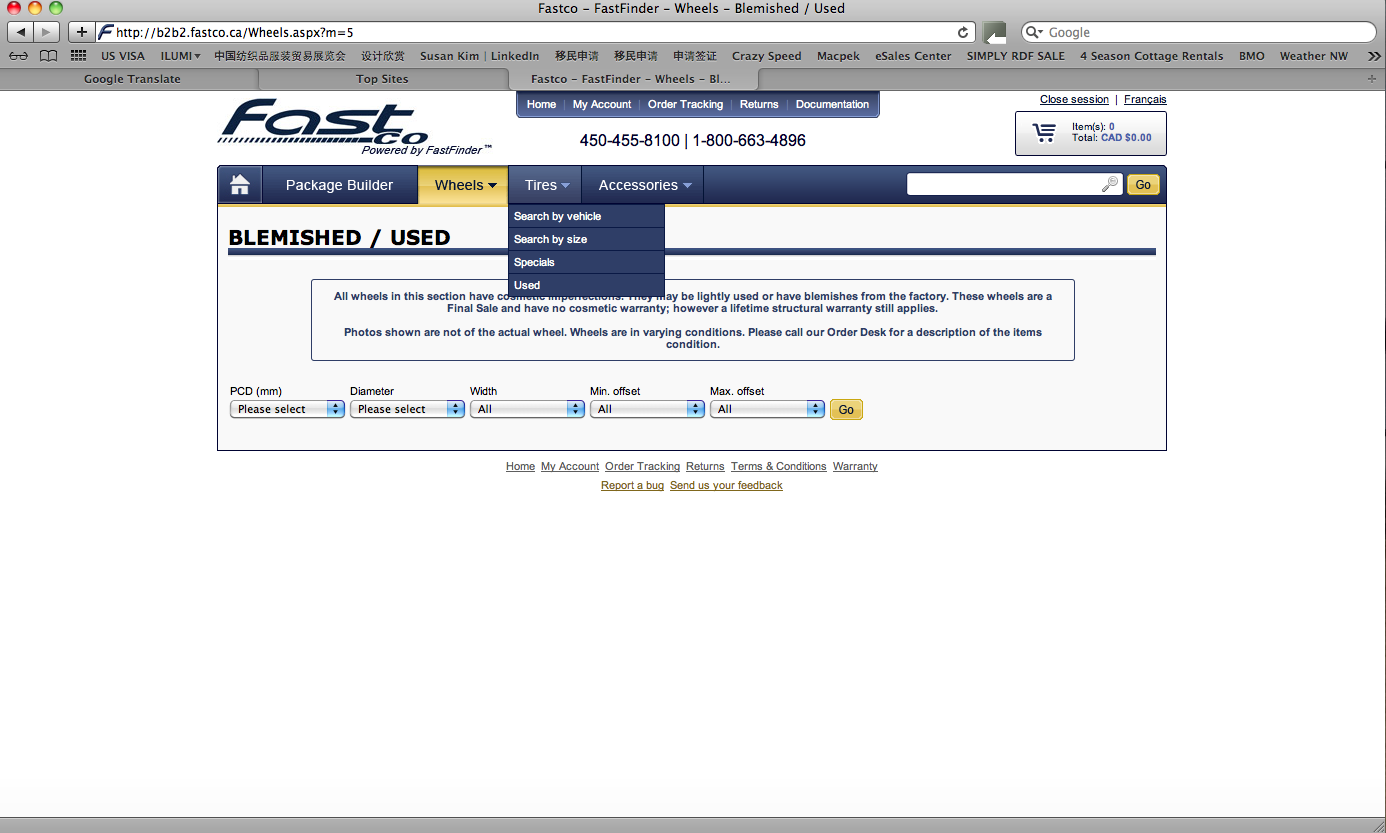 Fastco – FastFinder – Wheels – Blemished / Used
http://b2b2.fastco.ca/Wheels.aspx?m=5
Google
US VISA ILUMI 中国纺织品服装贸易展览会 设计欣赏 Susan Kim | LinkedIn 移民申请 移民申请 申请签证 Crazy Speed Macpek eSales Center SIMPLY RDF SALE 4 Season Cottage Rentals BMO Weather NW
Google Translate Top Sites Fastco – FastFinder – Wheels – Bl...
Home My Account Order Tracking Returns Documentation
Close session | Français
Fastco
Powered by FastFinder™
450-455-8100 | 1-800-663-4896
Item(s): 0
Total: CAD $0.00
Package Builder Wheels Tires Accessories Go
Search by vehicle
Search by size
Specials
Used
BLEMISHED / USED
All wheels in this section have cosmetic imperfections. They may be lightly used or have blemishes from the factory. These wheels are a
Final Sale and have no cosmetic warranty; however a lifetime structural warranty still applies.
Photos shown are not of the actual wheel. Wheels are in varying conditions. Please call our Order Desk for a description of the items
condition.
PCD (mm) Diameter Width Min. offset Max. offset
Please select Please select All All All Go
Home My Account Order Tracking Returns Terms & Conditions Warranty
Report a bug Send us your feedback